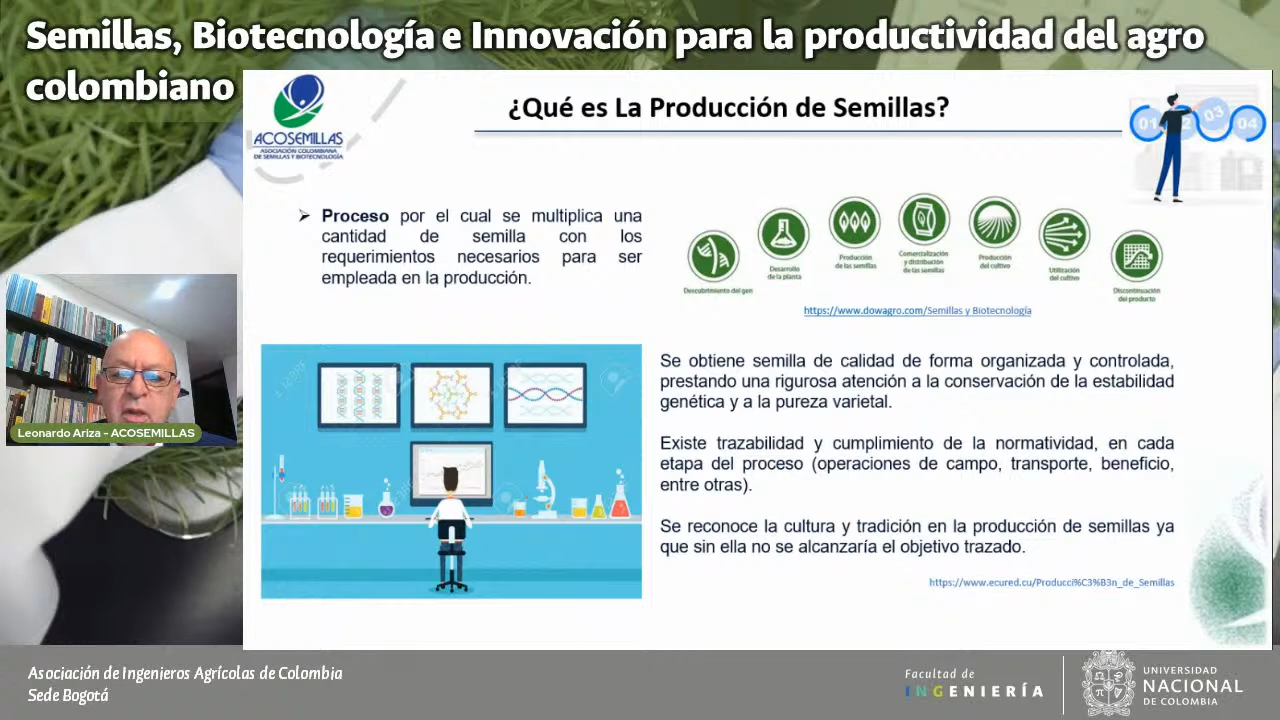 Semillas, Biotecnología e Innovación para la productividad del agro
colombiano
ACOSEMILLAS
ASOCIACIÓN COLOMBIANA
DE SEMILLAS Y BIOTECNOLOGÍA
¿Qué es La Producción de Semillas?
01
2
03
04
➢ Proceso por el cual se multiplica una
cantidad de semilla con los
requerimientos necesarios para ser
empleada en la producción.
Descubrimiento del gen
Desarrollo
de la planta
Producción
de las semillas
Comercialización
y distribución
de las semillas
Producción
del cultivo
Utilización
del cultivo
Discontinuación
del producto
https://www.dowagro.com/Semillas y Biotecnología
Se obtiene semilla de calidad de forma organizada y controlada,
prestando una rigurosa atención a la conservación de la estabilidad
genética y a la pureza varietal.
Existe trazabilidad y cumplimiento de la normatividad, en cada
etapa del proceso (operaciones de campo, transporte, beneficio,
entre otras).
Se reconoce la cultura y tradición en la producción de semillas ya
que sin ella no se alcanzaría el objetivo trazado.
https://www.ecured.cu/Producci%C3%B3n_de_Semillas
Leonardo Ariza - ACOSEMILLAS
Asociación de Ingenieros Agrícolas de Colombia
Sede Bogotá
Facultad de
INGENIERÍA
UNIVERSIDAD
NACIONAL
DE COLOMBIA